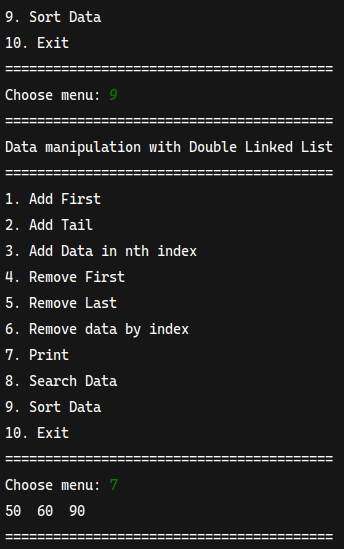 9. Sort Data
10. Exit
=========================================
Choose menu: 9
=========================================
Data manipulation with Double Linked List
=========================================
1. Add First
2. Add Tail
3. Add Data in nth index
4. Remove First
5. Remove Last
6. Remove data by index
7. Print
8. Search Data
9. Sort Data
10. Exit
=========================================
Choose menu: 7
50  60  90
=========================================